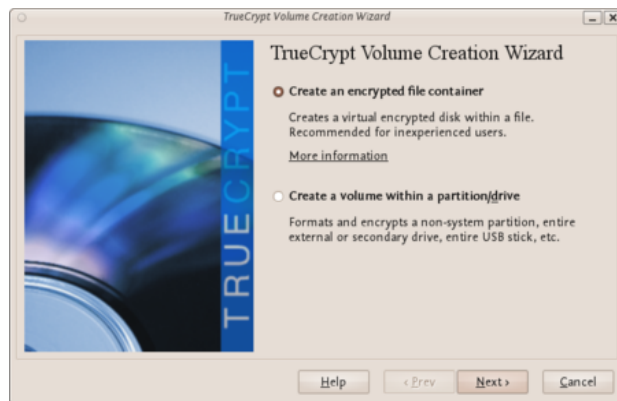 TrueCrypt Volume Creation Wizard
TRUECRYPT
TrueCrypt Volume Creation Wizard
Create an encrypted file container
Creates a virtual encrypted disk within a file.
Recommended for inexperienced users.
More information
Create a volume within a partition/drive
Formats and encrypts a non-system partition, entire
external or secondary drive, entire USB stick, etc.
Help
< Prev
Next >
Cancel